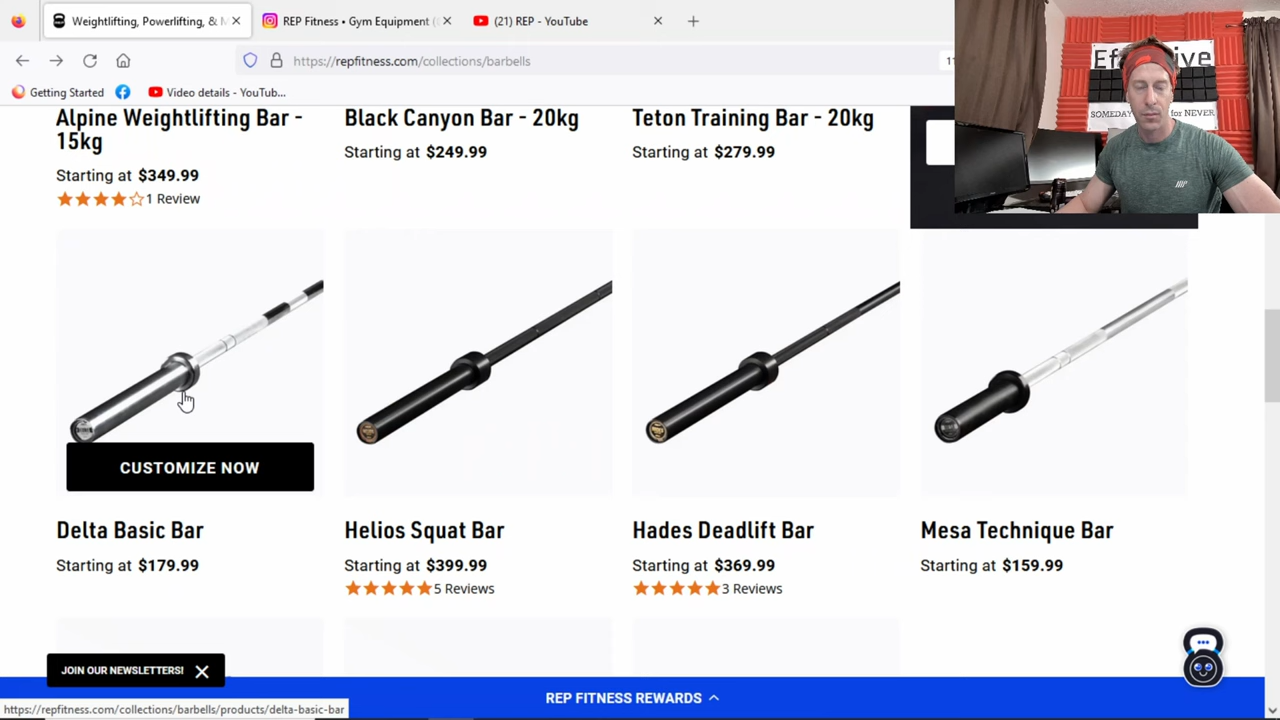 Weightlifting, Powerlifting, & M
REP Fitness • Gym Equipment (
(21) REP - YouTube
https://repfitness.com/collections/barbells
11
Getting Started
Video details - YouTub...
SOMEDAY
for NEVER
Alpine Weightlifting Bar -
15kg
Starting at $349.99
1 Review
Black Canyon Bar - 20kg
Starting at $249.99
Teton Training Bar - 20kg
Starting at $279.99
CUSTOMIZE NOW
Delta Basic Bar
Starting at $179.99
Helios Squat Bar
Starting at $399.99
5 Reviews
Hades Deadlift Bar
Starting at $369.99
3 Reviews
Mesa Technique Bar
Starting at $159.99
JOIN OUR NEWSLETTERS!
REP FITNESS REWARDS
https://repfitness.com/collections/barbells/products/delta-basic-bar